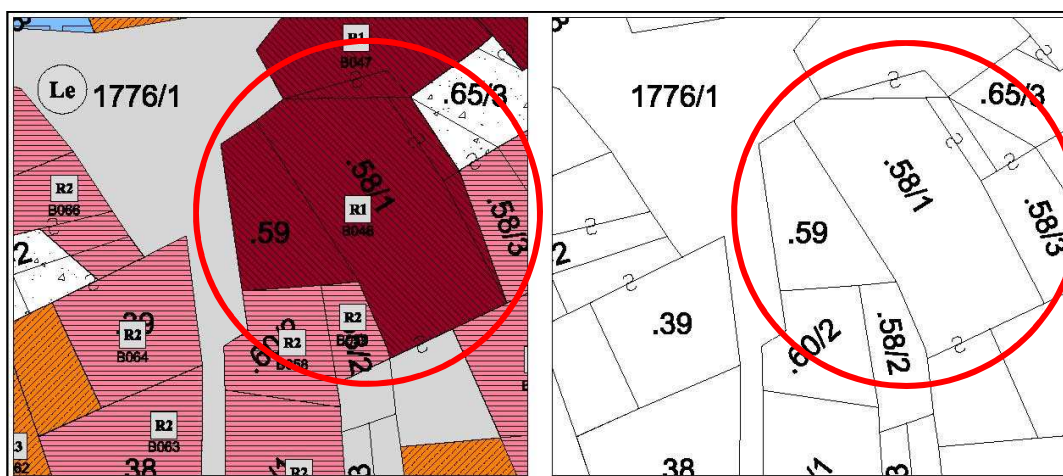 R1
B047
Le
1776/1
.65/3
R2
B066
.58/1
R1
B046
.58/3
.59
.39
R2
B064
R2
B058
R2
R2
B063
.38
R2
1776/1
.65/3
.58/1
.58/3
.59
.39
.60/2
.58/2
.38